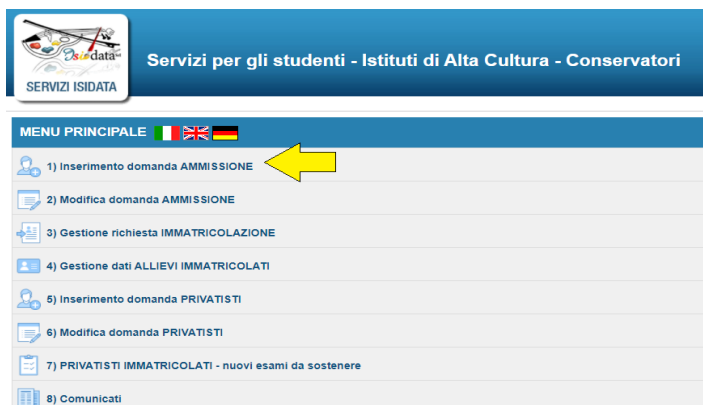 Isidata
SERVIZI ISIDATA
Servizi per gli studenti - Istituti di Alta Cultura - Conservatori
MENU PRINCIPALE
1) Inserimento domanda AMMISSIONE
2) Modifica domanda AMMISSIONE
3) Gestione richiesta IMMATRICOLAZIONE
4) Gestione dati ALLIEVI IMMATRICOLATI
5) Inserimento domanda PRIVATISTI
6) Modifica domanda PRIVATISTI
7) PRIVATISTI IMMATRICOLATI - nuovi esami da sostenere
8) Comunicati